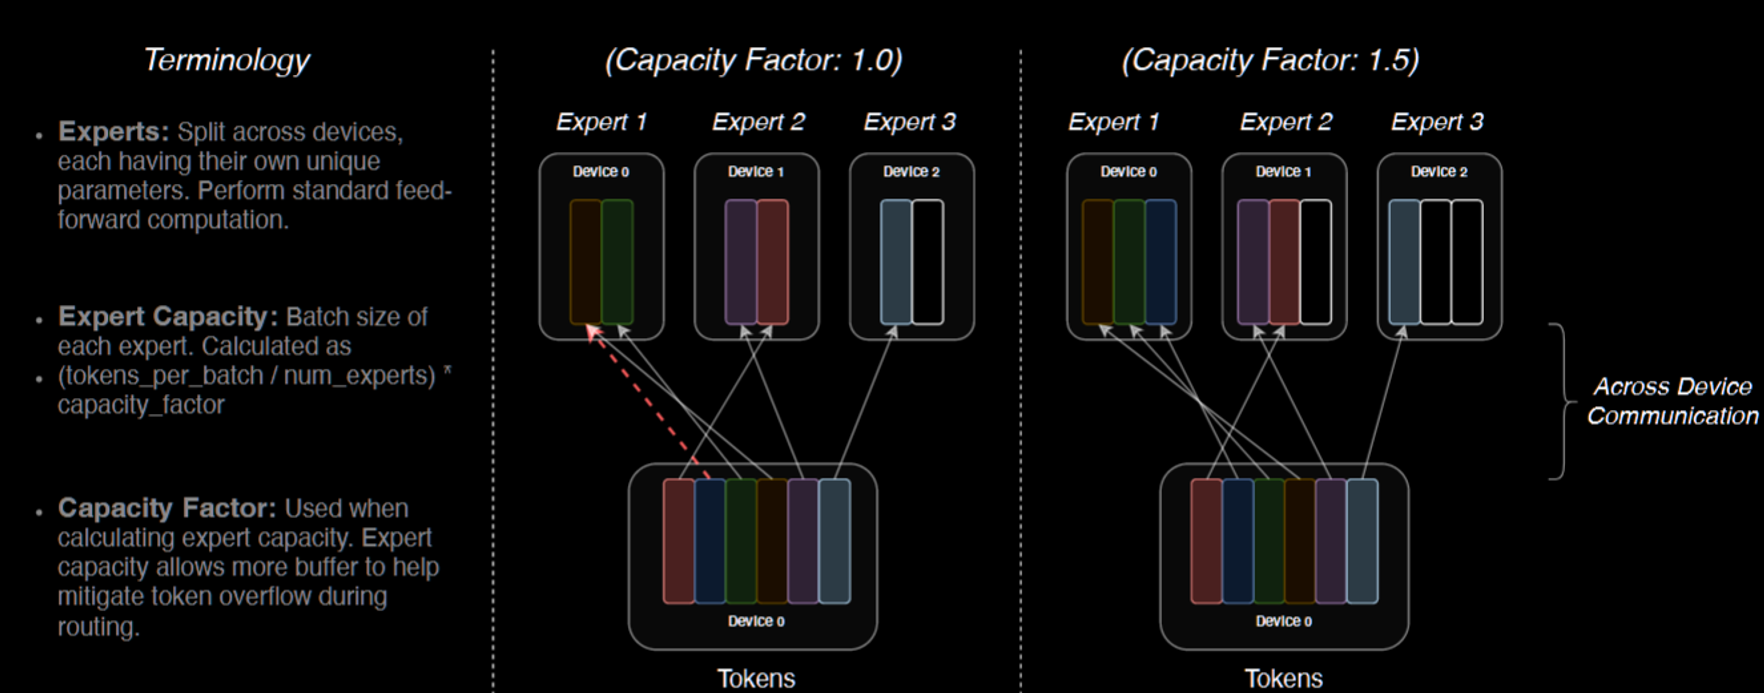 Terminology
• Experts: Split across devices,
each having their own unique
parameters. Perform standard feed-
forward computation.
• Expert Capacity: Batch size of
each expert. Calculated as
• (tokens_per_batch / num_experts) *
capacity_factor
• Capacity Factor: Used when
calculating expert capacity. Expert
capacity allows more buffer to help
mitigate token overflow during
routing.
(Capacity Factor: 1.0)
Expert 1 Expert 2 Expert 3
Device 0 Device 1 Device 2
Device 0
Tokens
(Capacity Factor: 1.5)
Expert 1 Expert 2 Expert 3
Device 0 Device 1 Device 2
Device 0
Tokens
Across Device
Communication